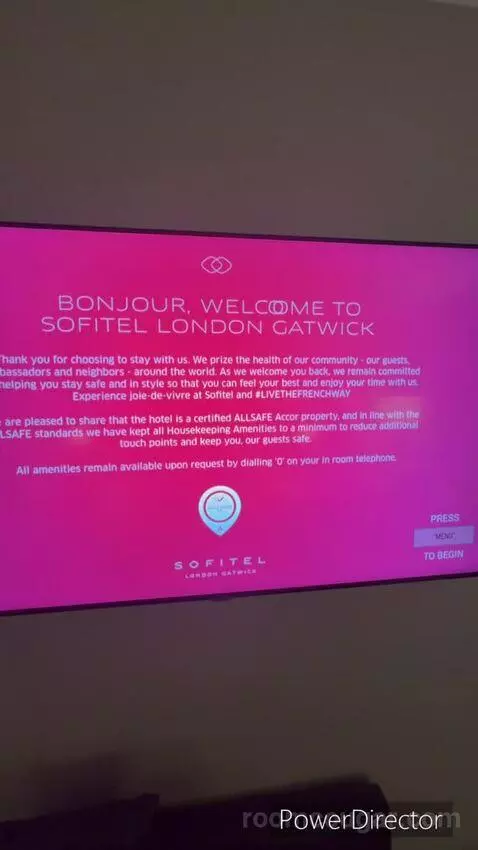 BONJOUR, WELCOME TO
SOFITEL LONDON GATWICK
Thank you for choosing to stay with us. We prize the health of our community - our guests,
bassadors and neighbors - around the world. As we welcome you back, we remain committed
helping you stay safe and in style so that you can feel your best and enjoy your time with us.
Experience joie-de-vivre at Sofitel and #LIVETHEFRENCHWAY
are pleased to share that the hotel is a certified ALLSAFE Accor property, and in line with the
LSAFE standards we have kept all Housekeeping Amenities to a minimum to reduce additional
touch points and keep you, our guests safe.
All amenities remain available upon request by dialling '0' on your in room telephone.
PRESS
"MENU"
TO BEGIN
SOFITEL
LONDON GATWICK
PowerDirector